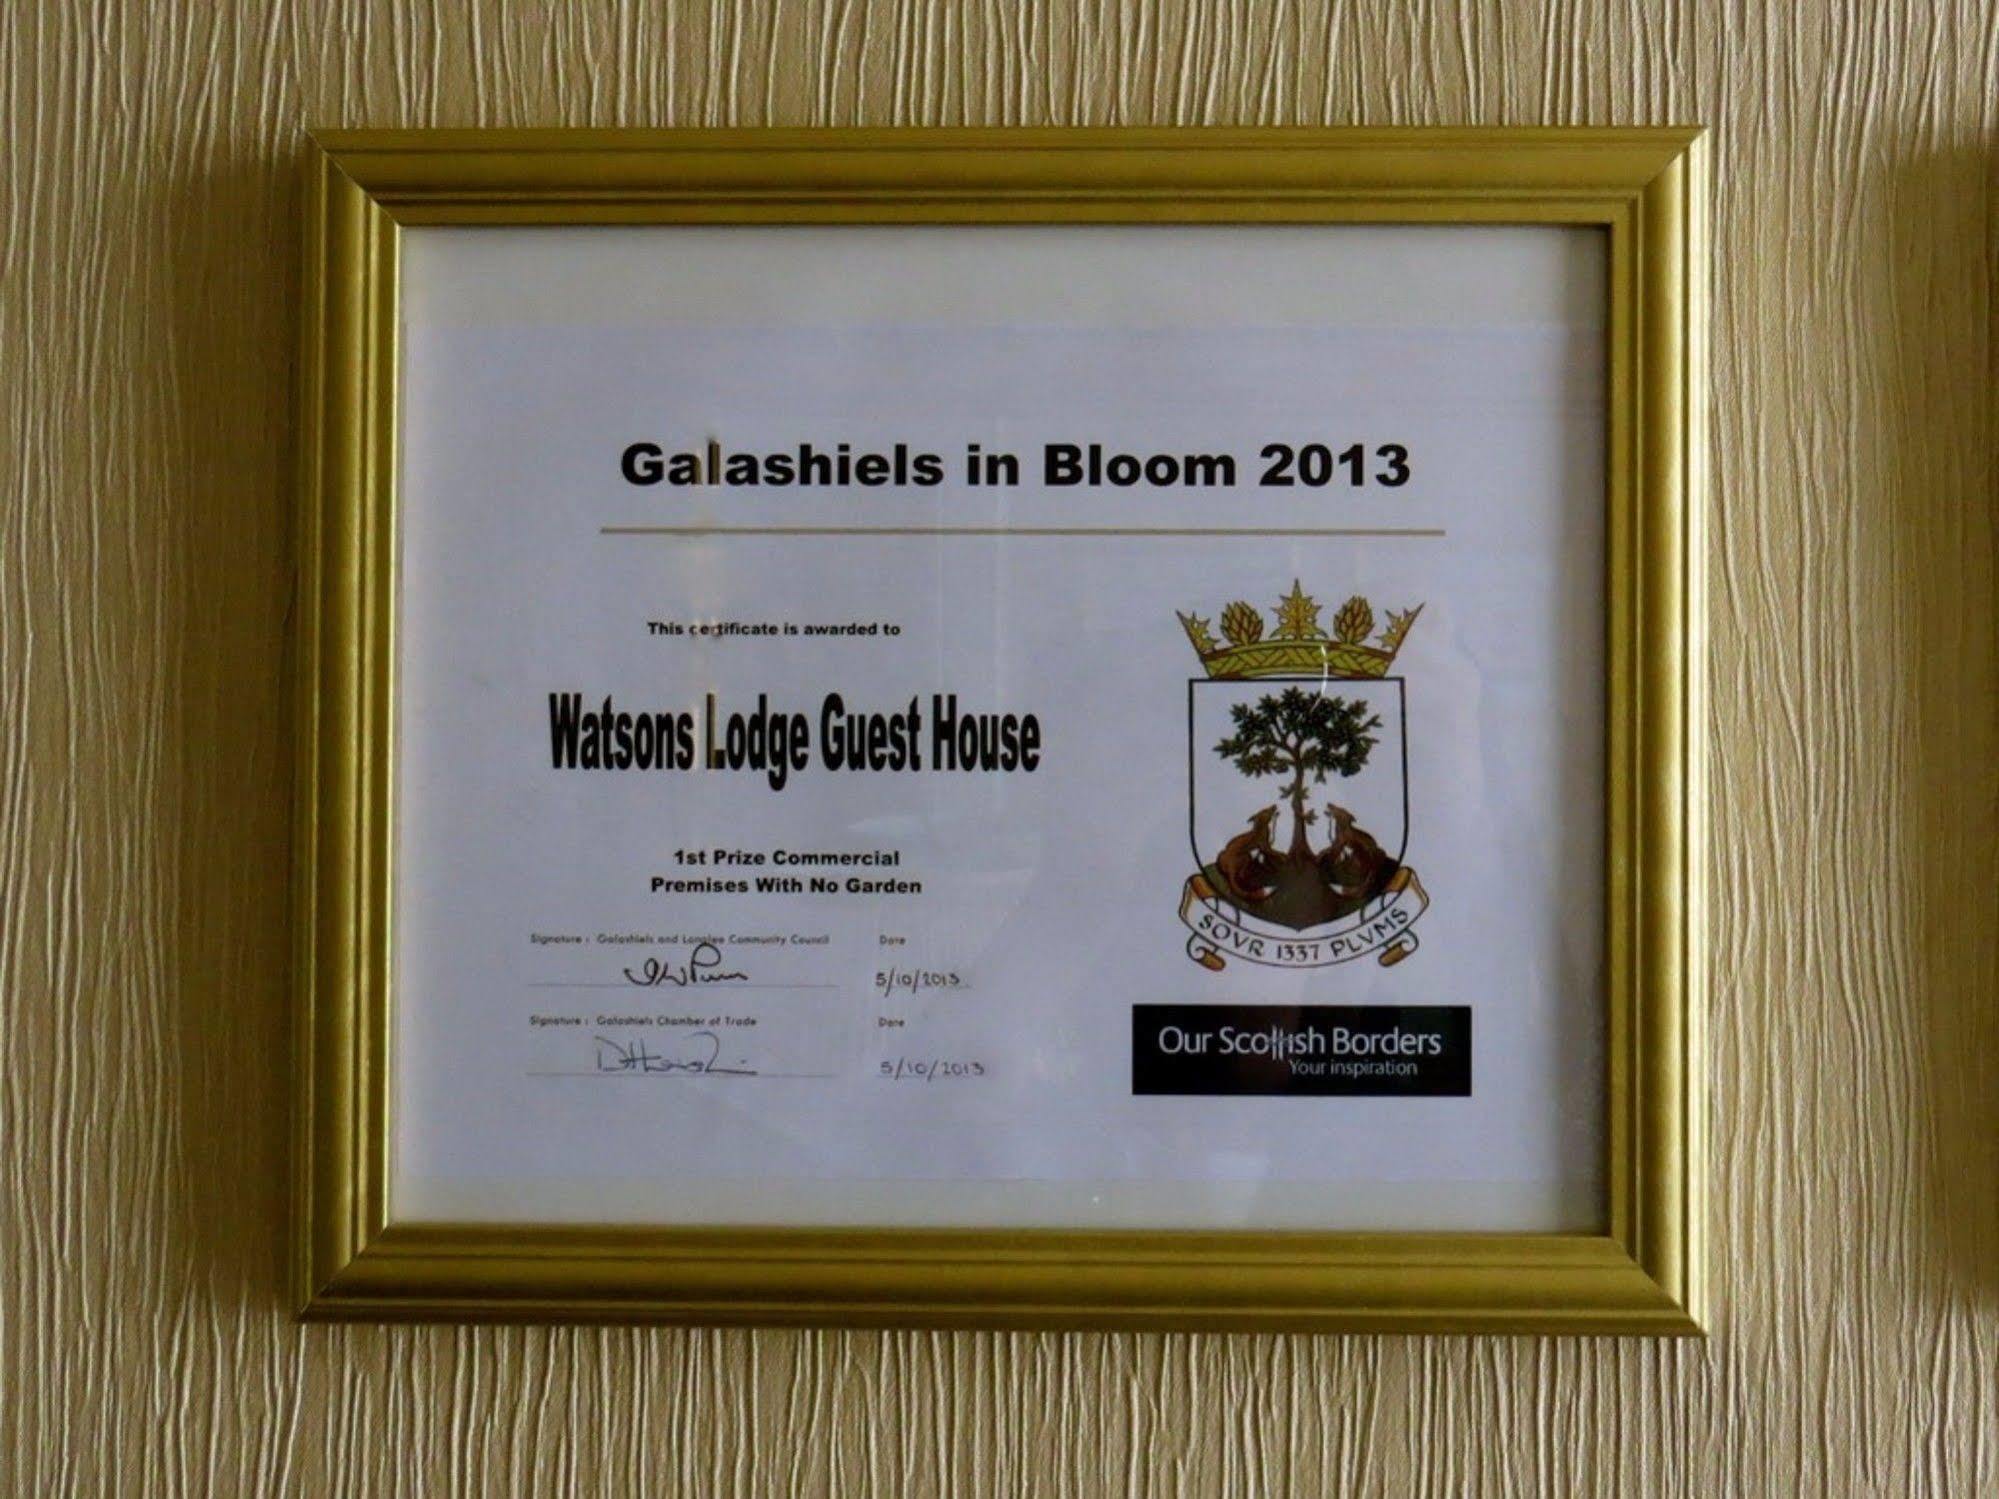 Galashiels in Bloom 2013
This certificate is awarded to
Watsons Lodge Guest House
1st Prize Commercial
Premises With No Garden
Signature : Galashiels and Langlee Community Council Date
5/10/2013
Signature : Galashiels Chamber of Trade Date
5/10/2013
SOVR 1337 PLVMS
Our Scottish Borders
Your inspiration